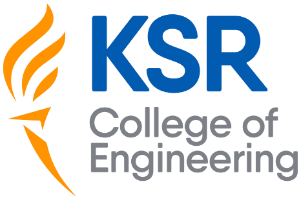 KSR
College of
Engineering